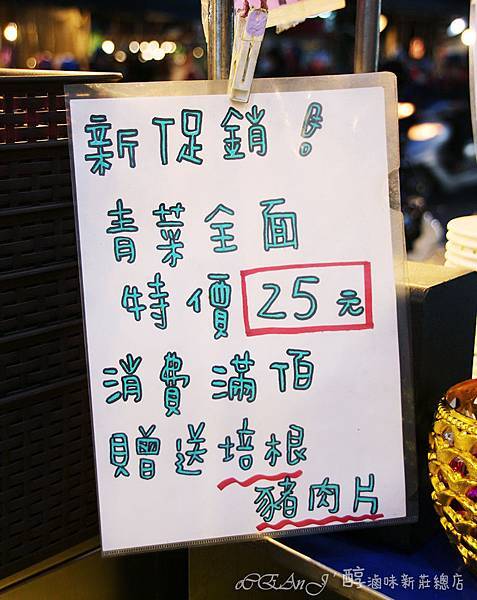 新促銷!
青菜全面
特價25元
消費滿佰
贈送培根
豬肉片
LEAnJ 醇滷味新莊總店